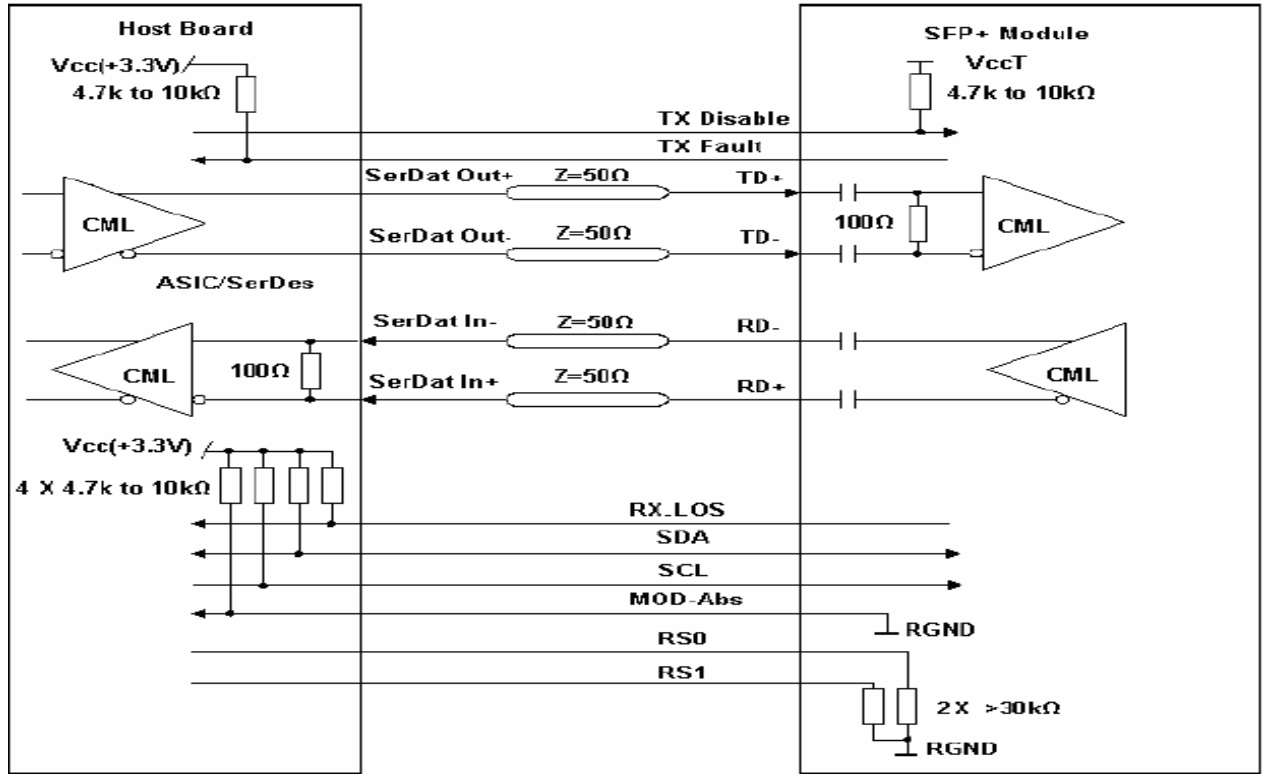 Host Board
SFP+ Module
Vcc(+3.3V)
VccT
4.7k to 10kΩ
4.7k to 10kΩ
TX Disable
TX Fault
SerDat Out+
Z=50Ω
TD+
CML
100Ω
CML
SerDat Out-
Z=50Ω
TD-
ASIC/SerDes
SerDat In-
Z=50Ω
RD-
CML
100Ω
CML
SerDat In+
Z=50Ω
RD+
Vcc(+3.3V)
4 X 4.7k to 10kΩ
RX_LOS
SDA
SCL
MOD-Abs
RGND
RS0
RS1
2X >30kΩ
RGND